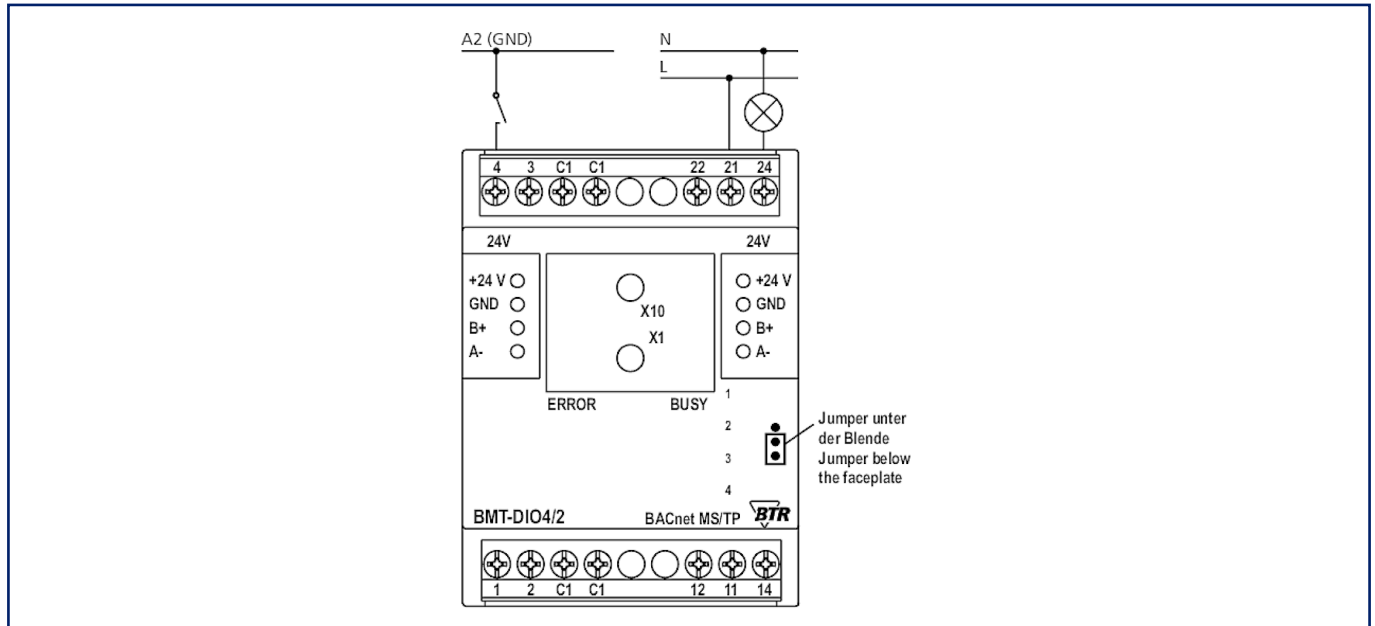 A2 (GND)
N
L
4 3 C1 C1 22 21 24
24V 24V
+24 V +24 V
GND GND
B+ B+
A- A-
X10
X1
ERROR BUSY
1
2
3
4
Jumper unter
der Blende
Jumper below
the faceplate
BMT-DIO4/2 BACnet MS/TP BTR
1 2 C1 C1 12 11 14